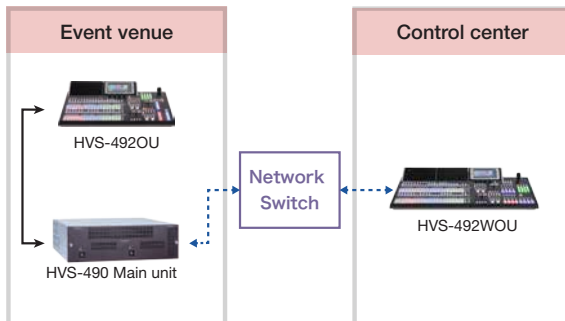 Event venue
Control center
HVS-492OU
Network
Switch
HVS-492WOU
HVS-490 Main unit